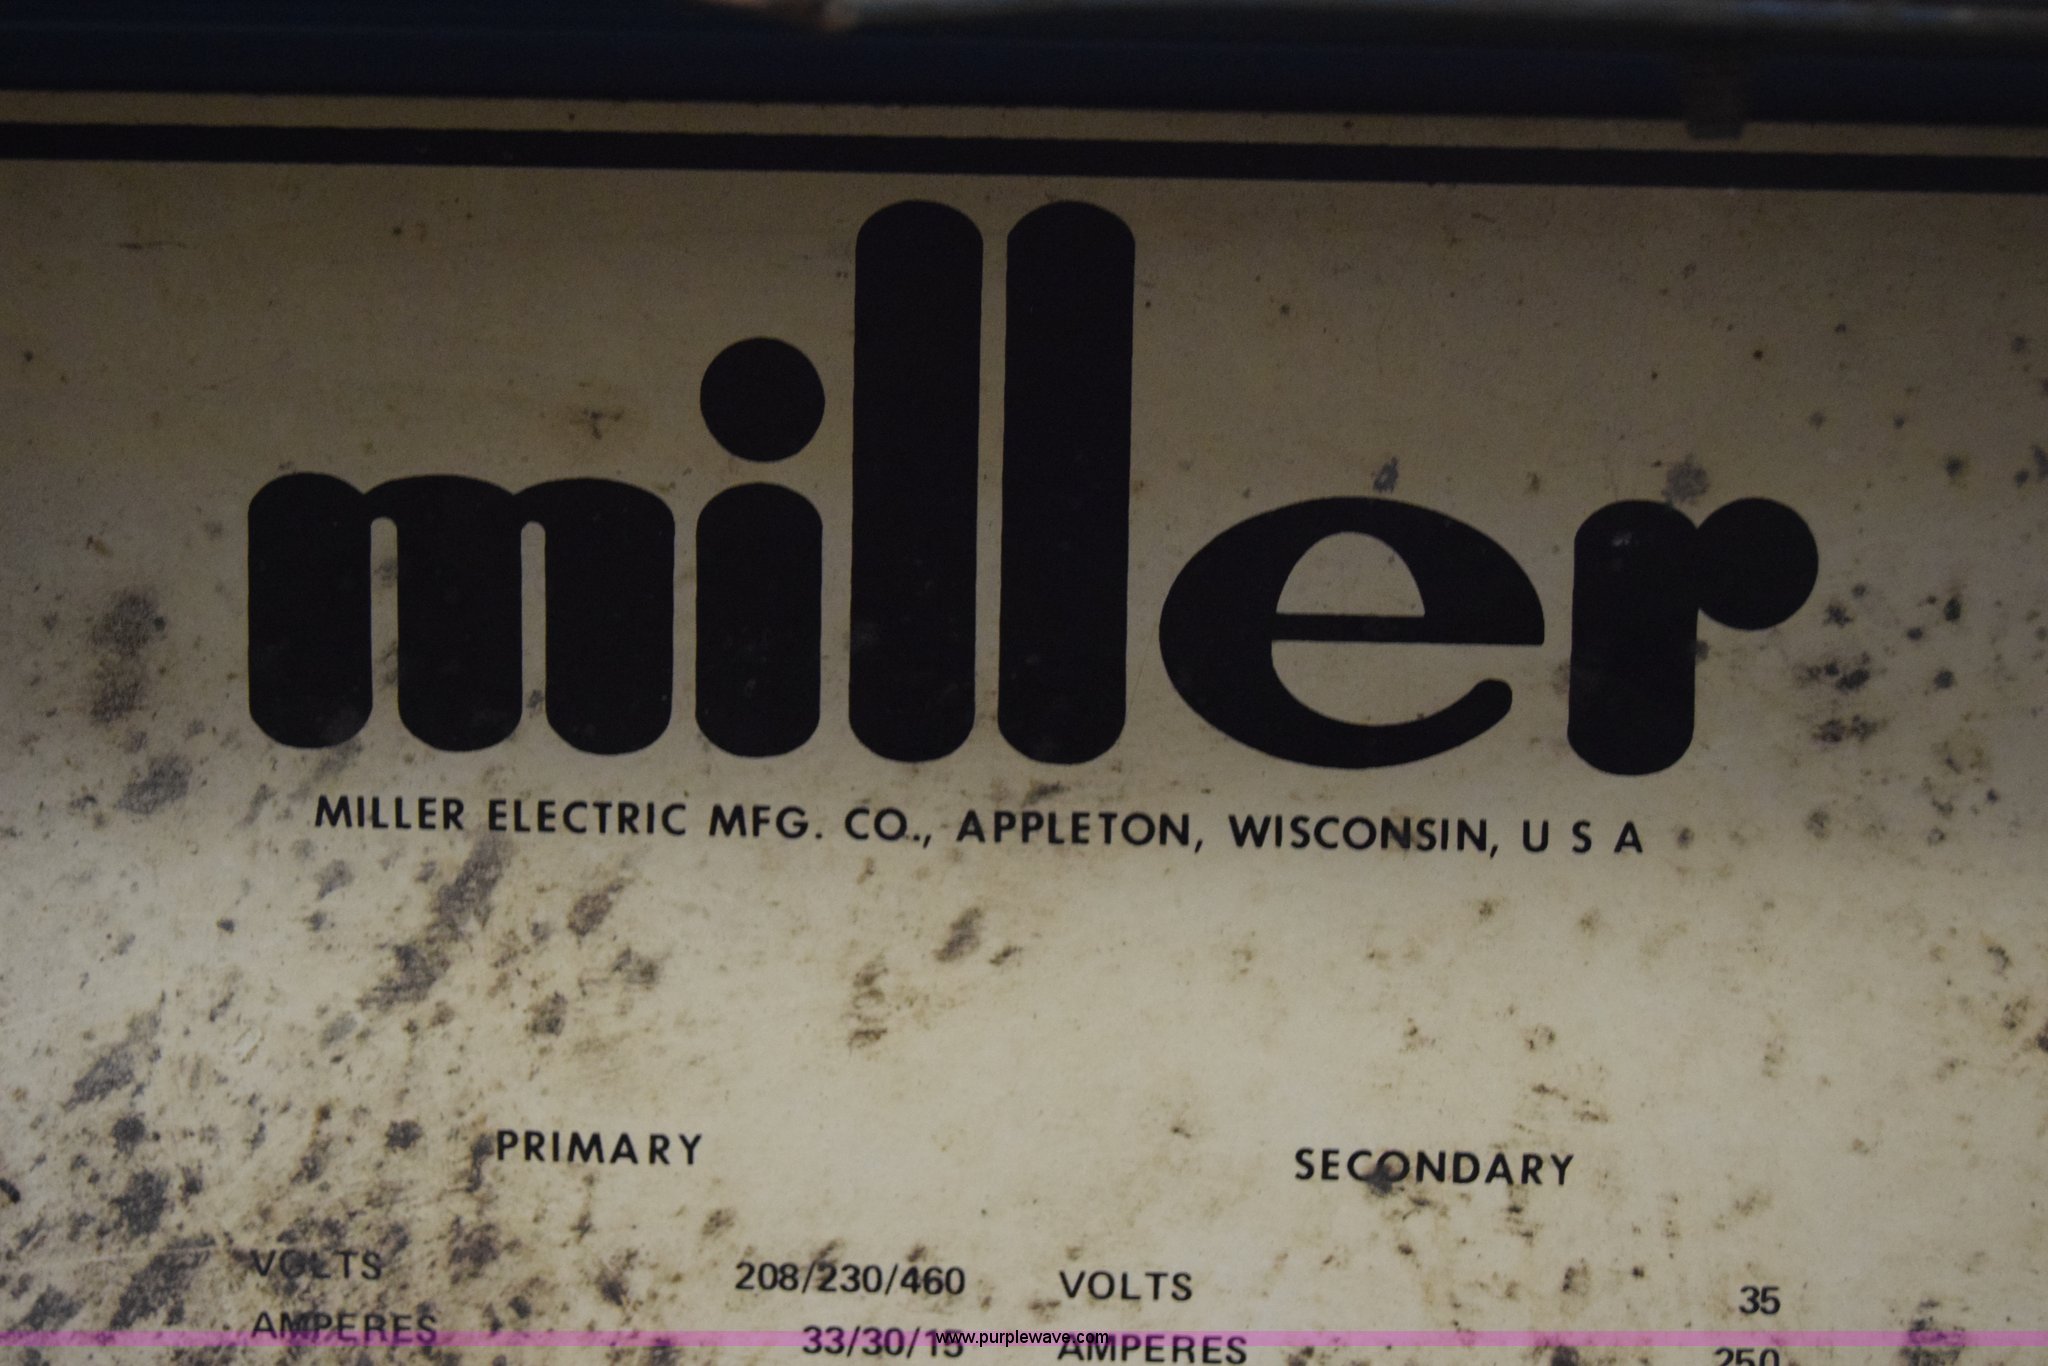 miller
MILLER ELECTRIC MFG. CO., APPLETON, WISCONSIN, U S A
PRIMARY SECONDARY
VOLTS 208/230/460 VOLTS 35
AMPERES 33/30/15 AMPERES 250
www.purplewave.com